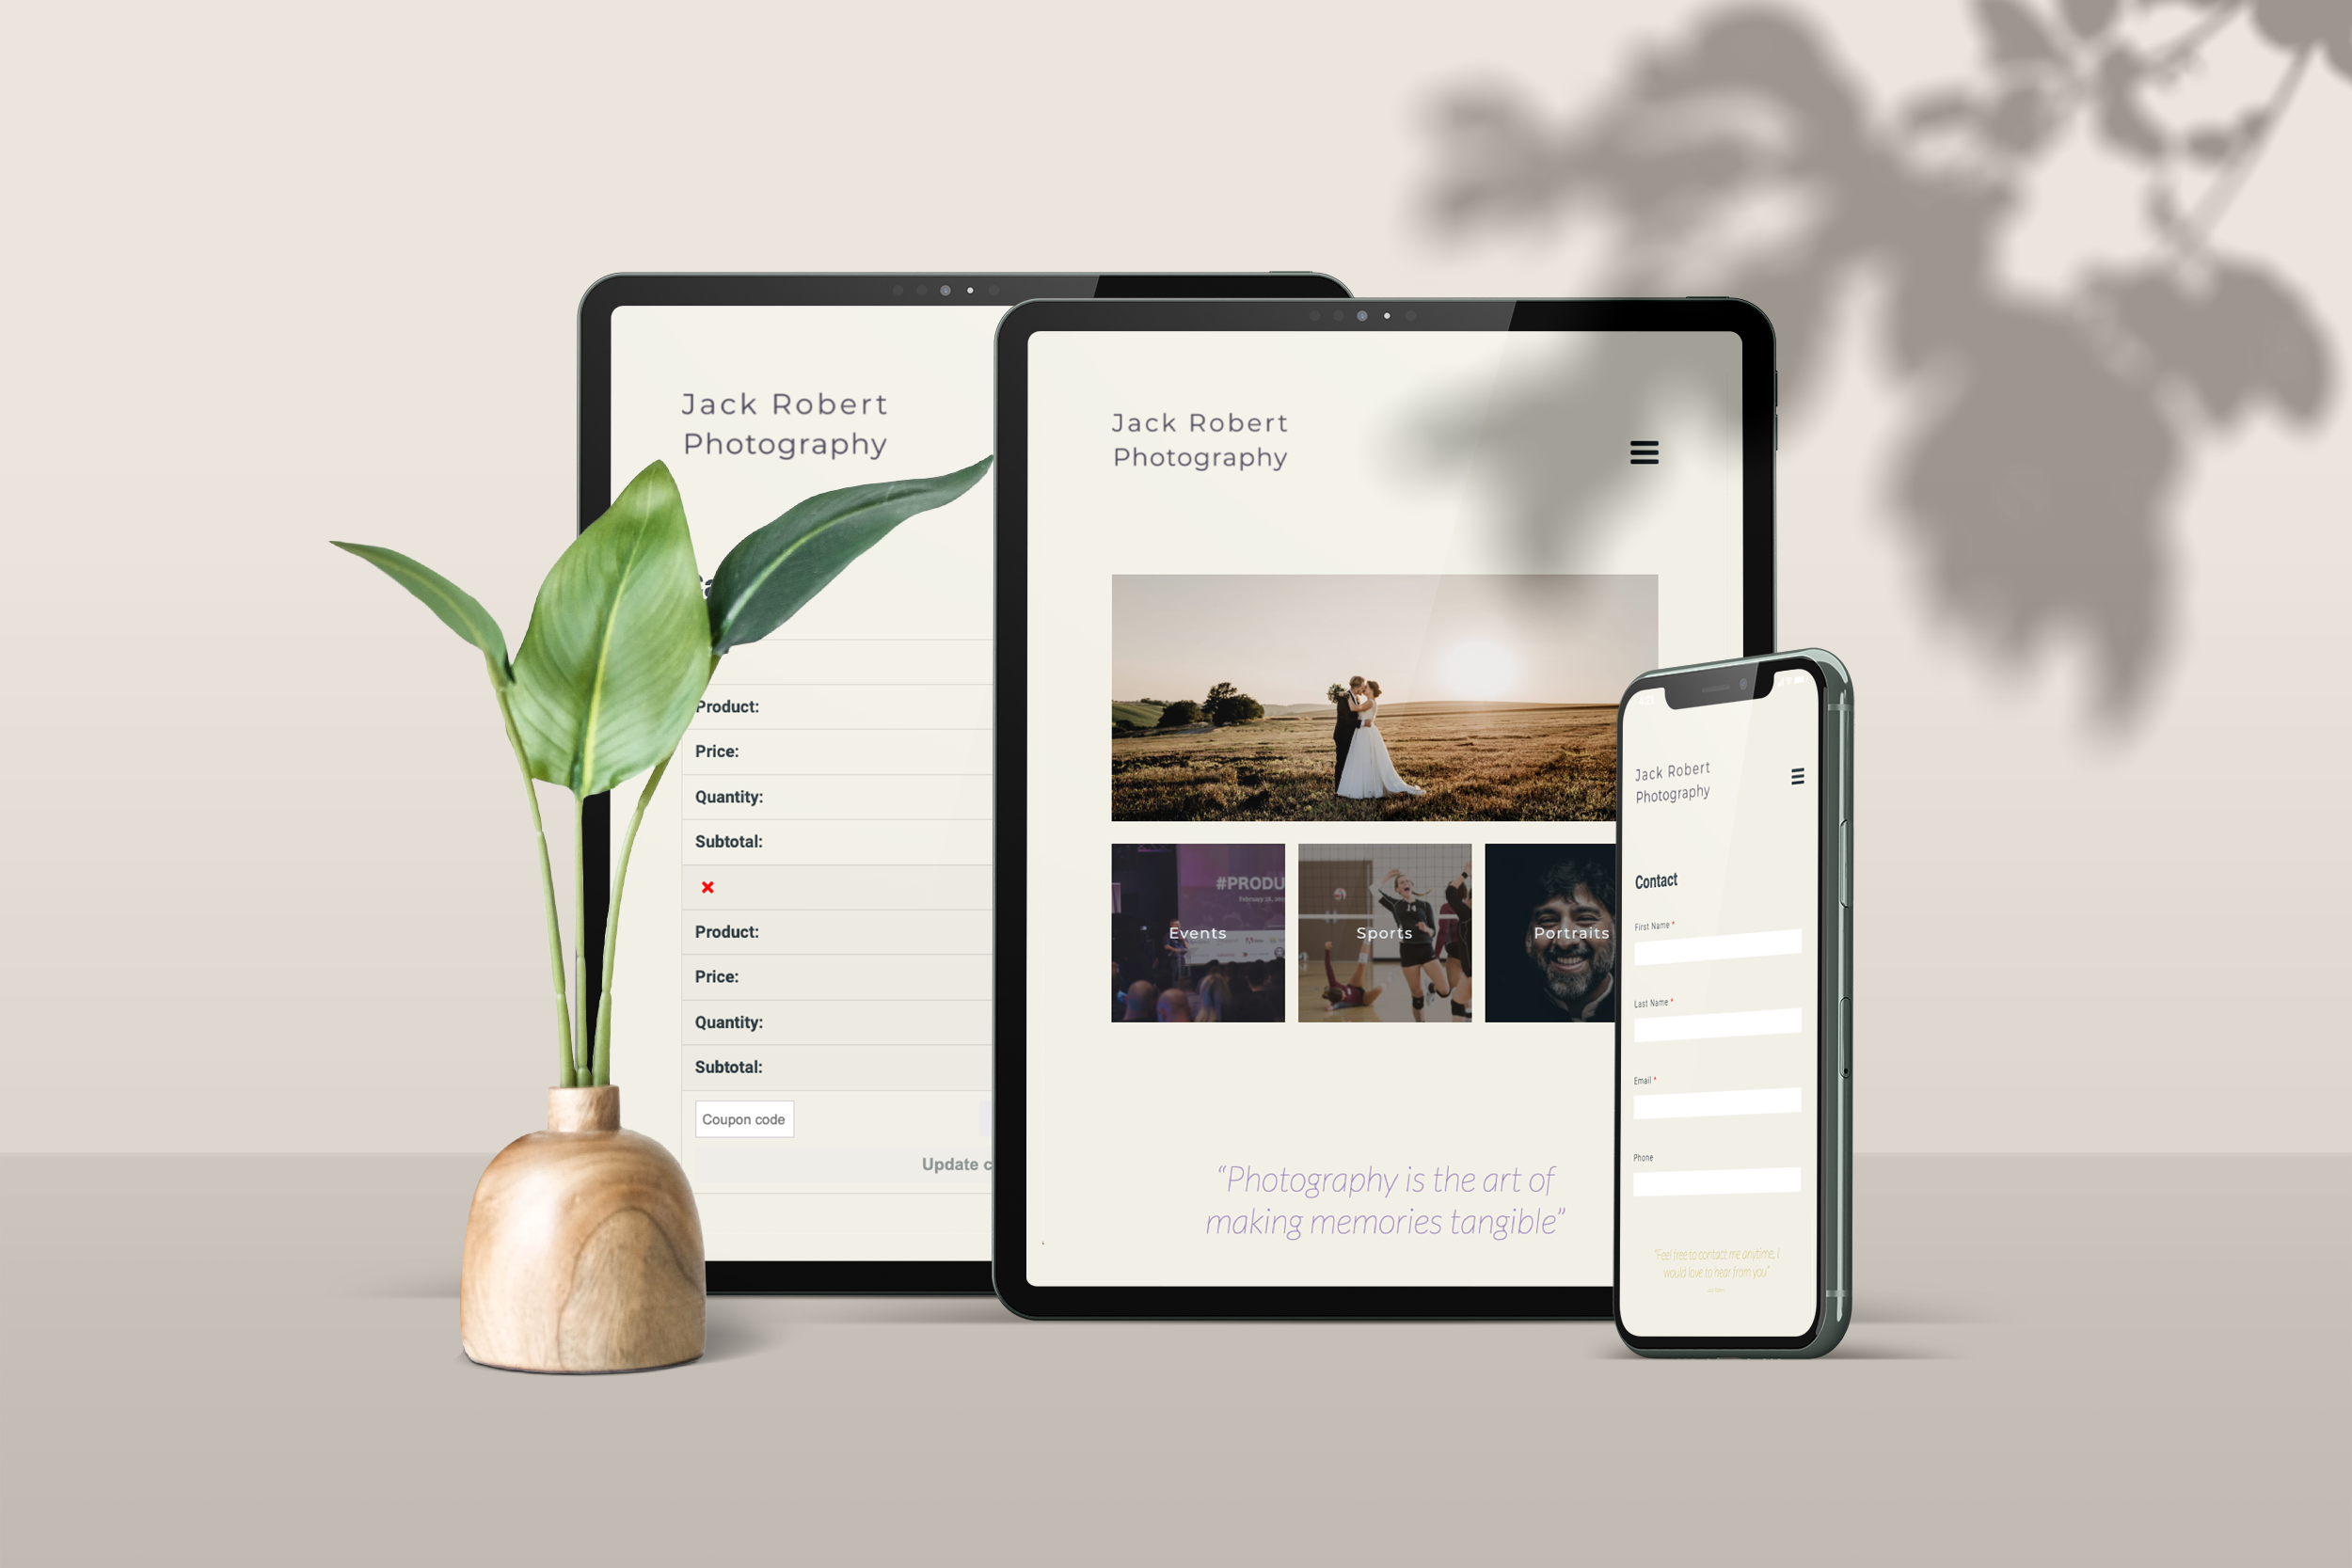 Jack Robert
Photography
Product:
Price:
Quantity:
Subtotal:
Product:
Price:
Quantity:
Subtotal:
Coupon code
Update
Jack Robert
Photography
#PRODU
Events
Sports
Portraits
“Photography is the art of
making memories tangible”
Jack Robert
Photography
Contact
First Name *
Last Name *
Email *
Phone
“Feel free to contact me anytime, I
would love to hear from you”